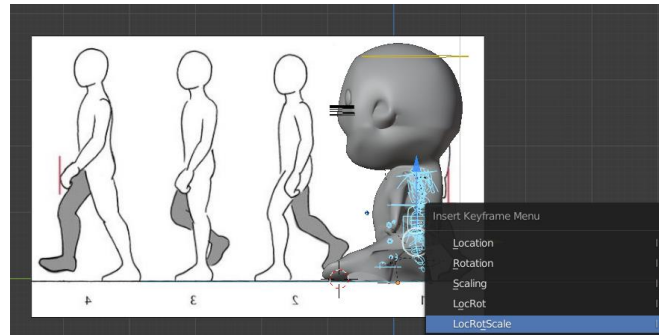 Insert Keyframe Menu
Location
Rotation
Scaling
LocRot
LocRotScale
4 3 2 1